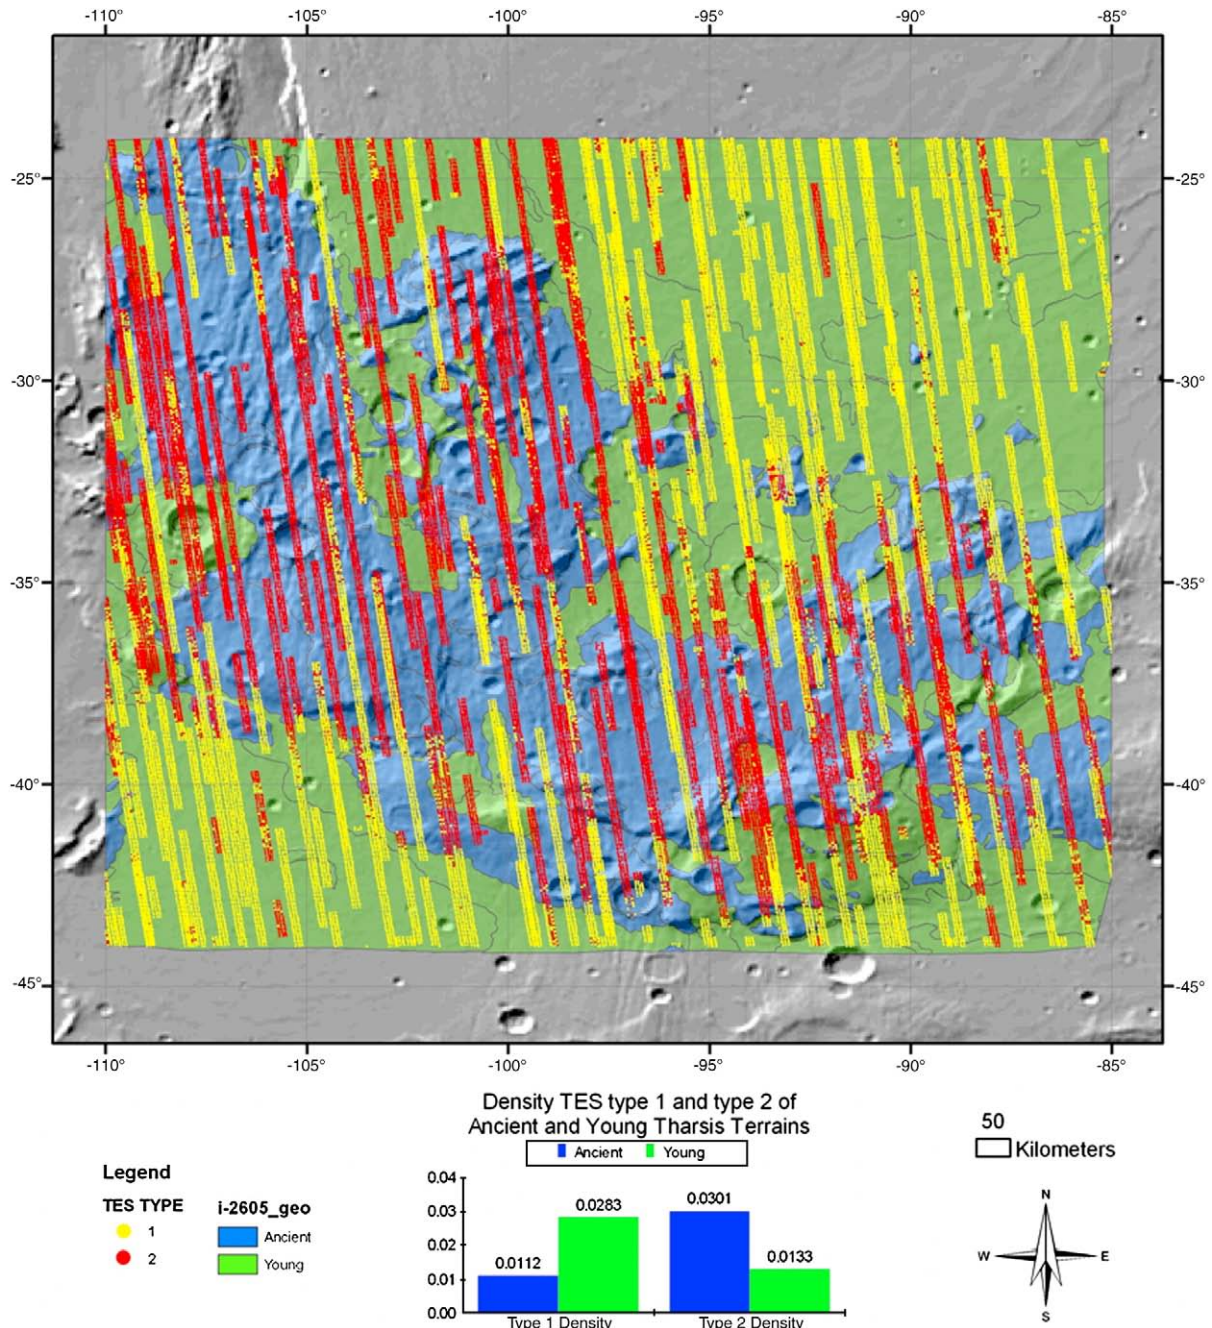 -110° -105° -100° -95° -90° -85°
-25° -25°
-30° -30°
-35° -35°
-40° -40°
-45° -45°
-110° -105° -100° -95° -90° -85°
Density TES type 1 and type 2 of
Ancient and Young Tharsis Terrains
Ancient Young
0.04
0.03
0.02
0.01
0.00
0.0112
0.0283
0.0301
0.0133
Type 1 Density
Type 2 Density
Legend
TES TYPE
1
2
i-2605_geo
Ancient
Young
50
Kilometers
N
W E
S